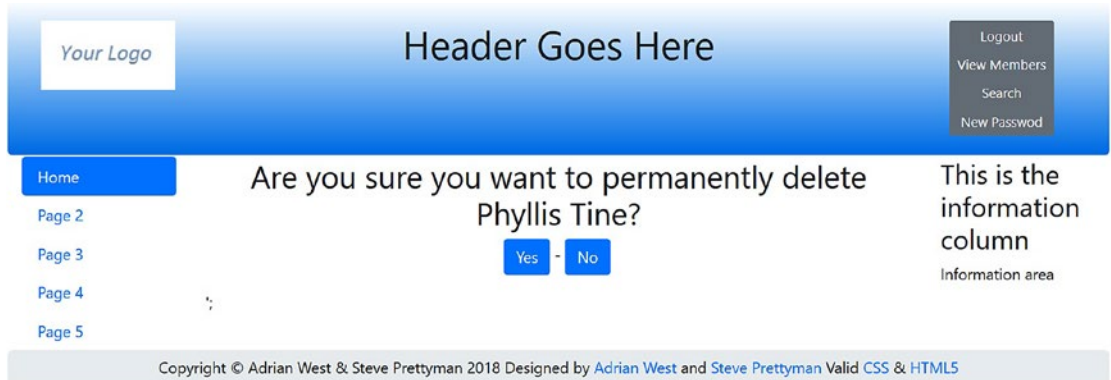 Your Logo
Header Goes Here
Logout
View Members
Search
New Passwod
Home
Page 2
Page 3
Page 4
Page 5
Are you sure you want to permanently delete
Phyllis Tine?
Yes - No
';
This is the
information
column
Information area
Copyright © Adrian West & Steve Prettyman 2018 Designed by Adrian West and Steve Prettyman Valid CSS & HTML5